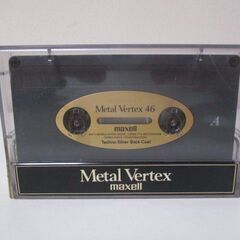 Metal Vertex 46
maxell
A
Techno-Silver Back Coat
Metal Vertex
maxell